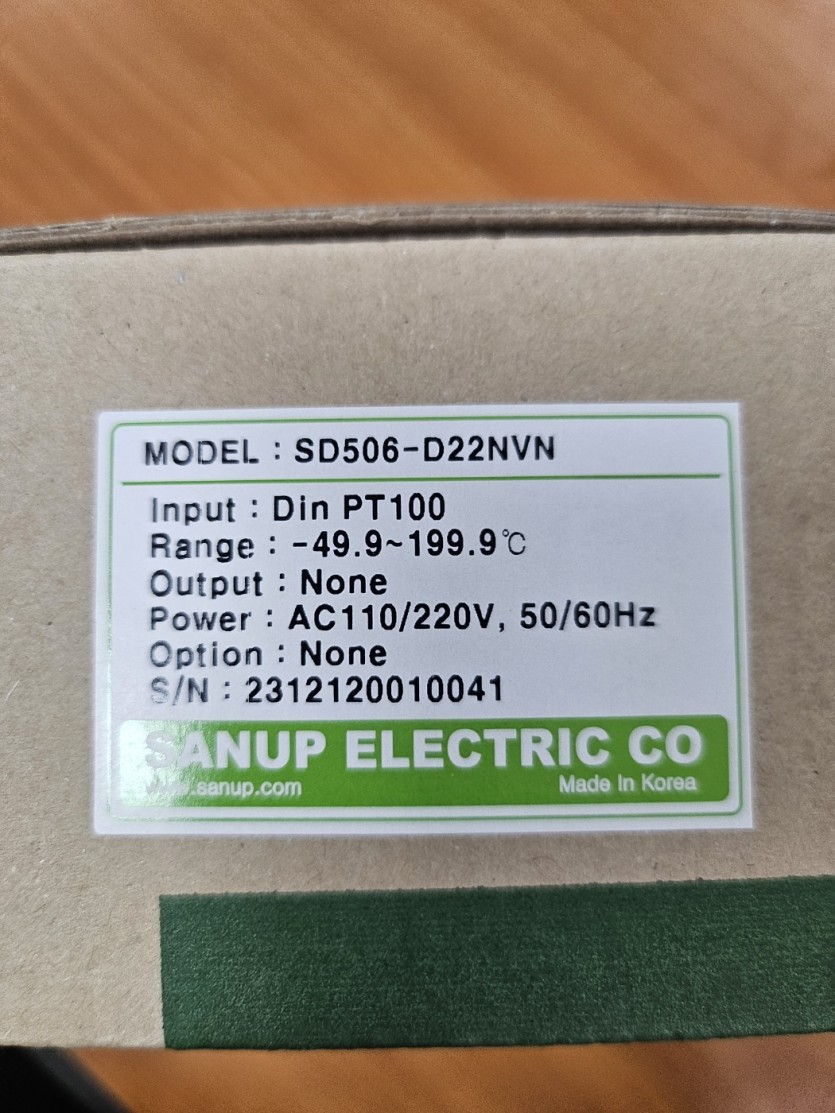 MODEL : SD506-D22NVN
Input : Din PT100
Range : -49.9~199.9℃
Output : None
Power : AC110/220V, 50/60Hz
Option : None
S/N : 2312120010041
SANUP ELECTRIC CO
www.sanup.com Made In Korea